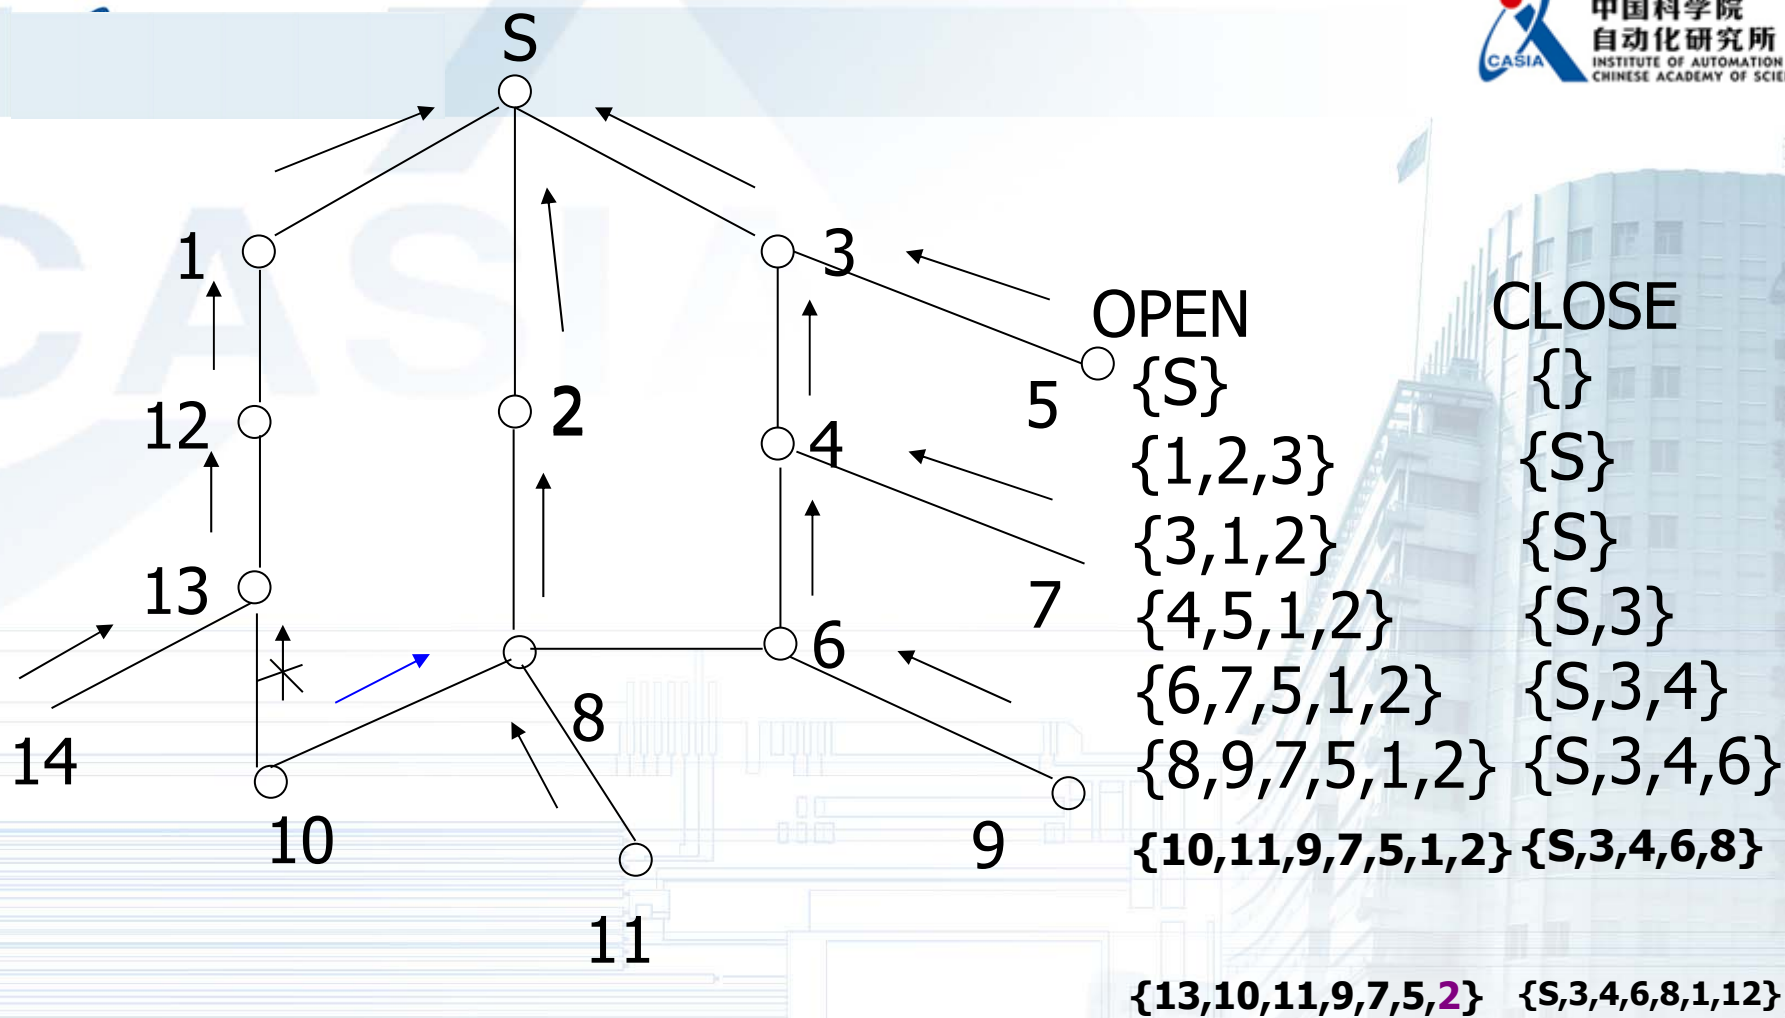 中国科学院
自动化研究所
CASIA
INSTITUTE OF AUTOMATION
CHINESE ACADEMY OF
CASIA
S
1
2
3
OPEN
CLOSE
5
{S}
{}
12
4
{1,2,3}
{S}
{3,1,2}
{S}
13
7
{4,5,1,2}
{S,3}
6
{6,7,5,1,2}
{S,3,4}
8
14
{8,9,7,5,1,2}
{S,3,4,6}
10
9
{10,11,9,7,5,1,2}
{S,3,4,6,8}
11
{13,10,11,9,7,5,2}
{S,3,4,6,8,1,12}